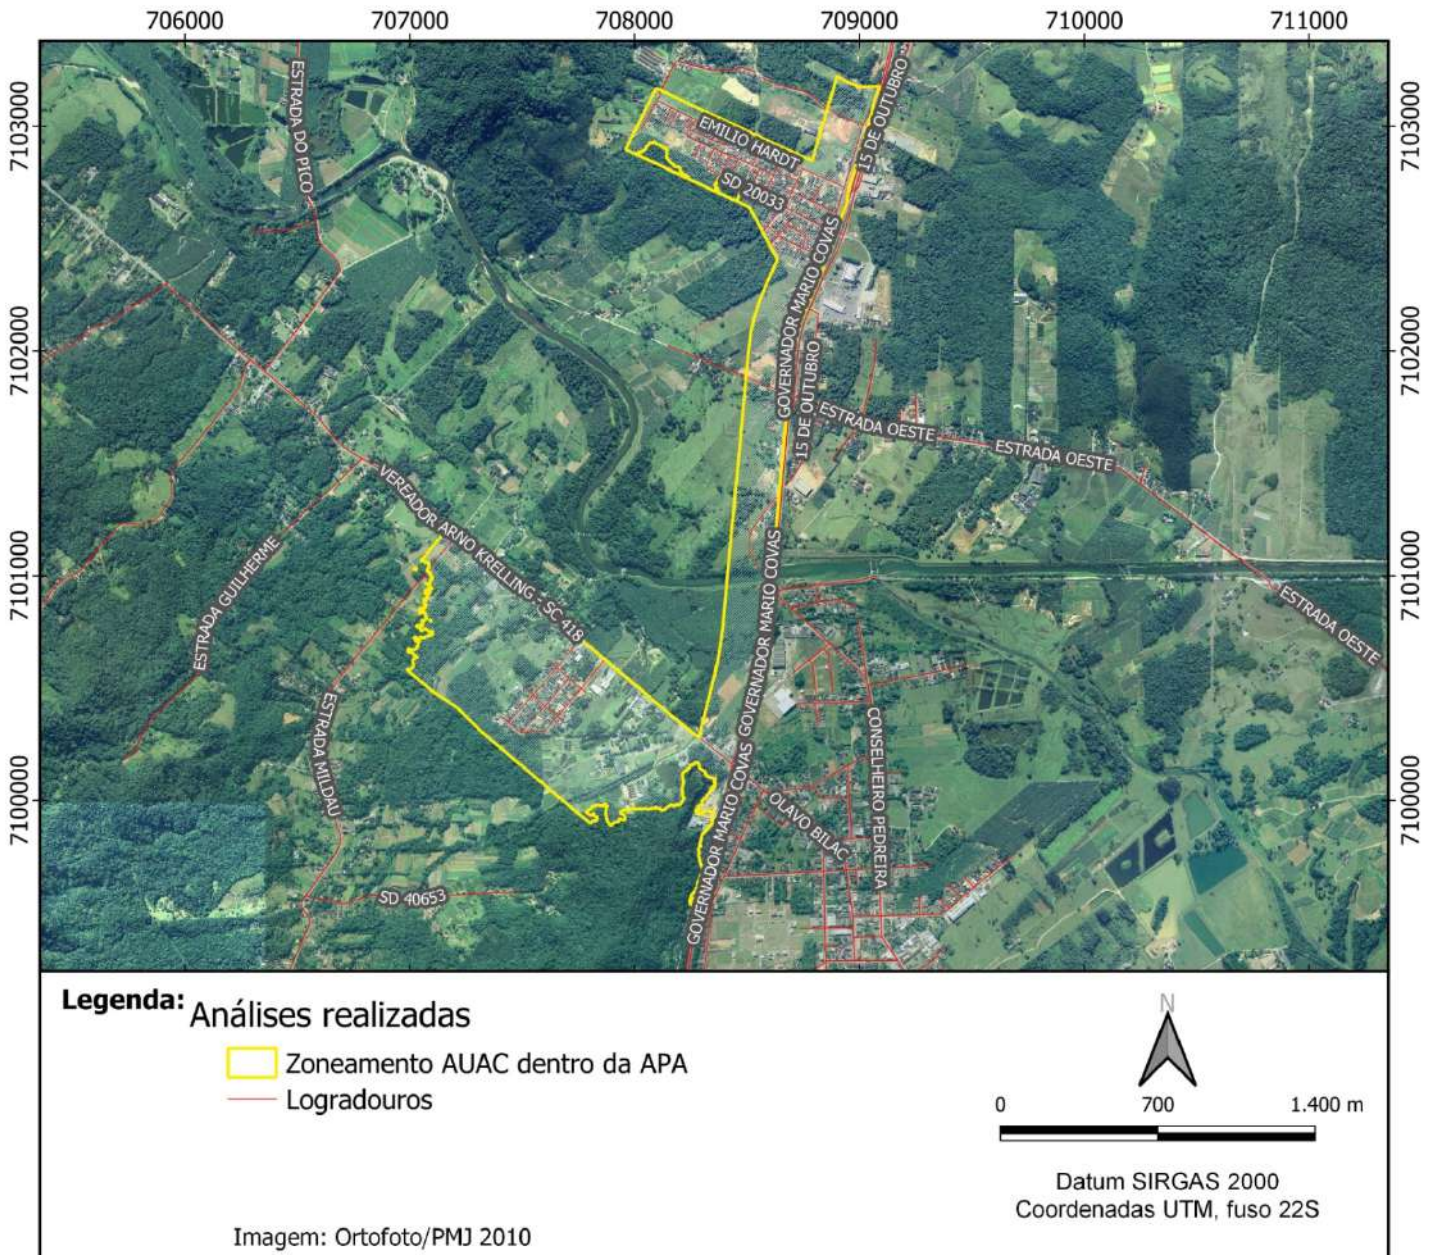 706000 707000 708000 709000 710000 711000
7103000
7103000
ESTRADA DO PICO
15 DE OUTUBRO
EMILIO HARDT
SD 20033
GOVERNADOR MARIO COVAS
7102000
7102000
15 DE OUTUBRO
ESTRADA OESTE
ESTRADA OESTE
VEREADOR ARNO KRELLING - SC 418
7101000
7101000
ESTRADA GUILHERME
GOVERNADOR MARIO COVAS
ESTRADA OESTE
ESTRADA MILDAU
GOVERNADOR MARIO COVAS
CONSELHEIRO PEDREIRA
7100000
7100000
OLAVO BILAC
SD 40653
Legenda:
Análises realizadas
Zoneamento AUAC dentro da APA
Logradouros
N
0 700 1.400 m
Datum SIRGAS 2000
Coordenadas UTM, fuso 22S
Imagem: Ortofoto/PMJ 2010